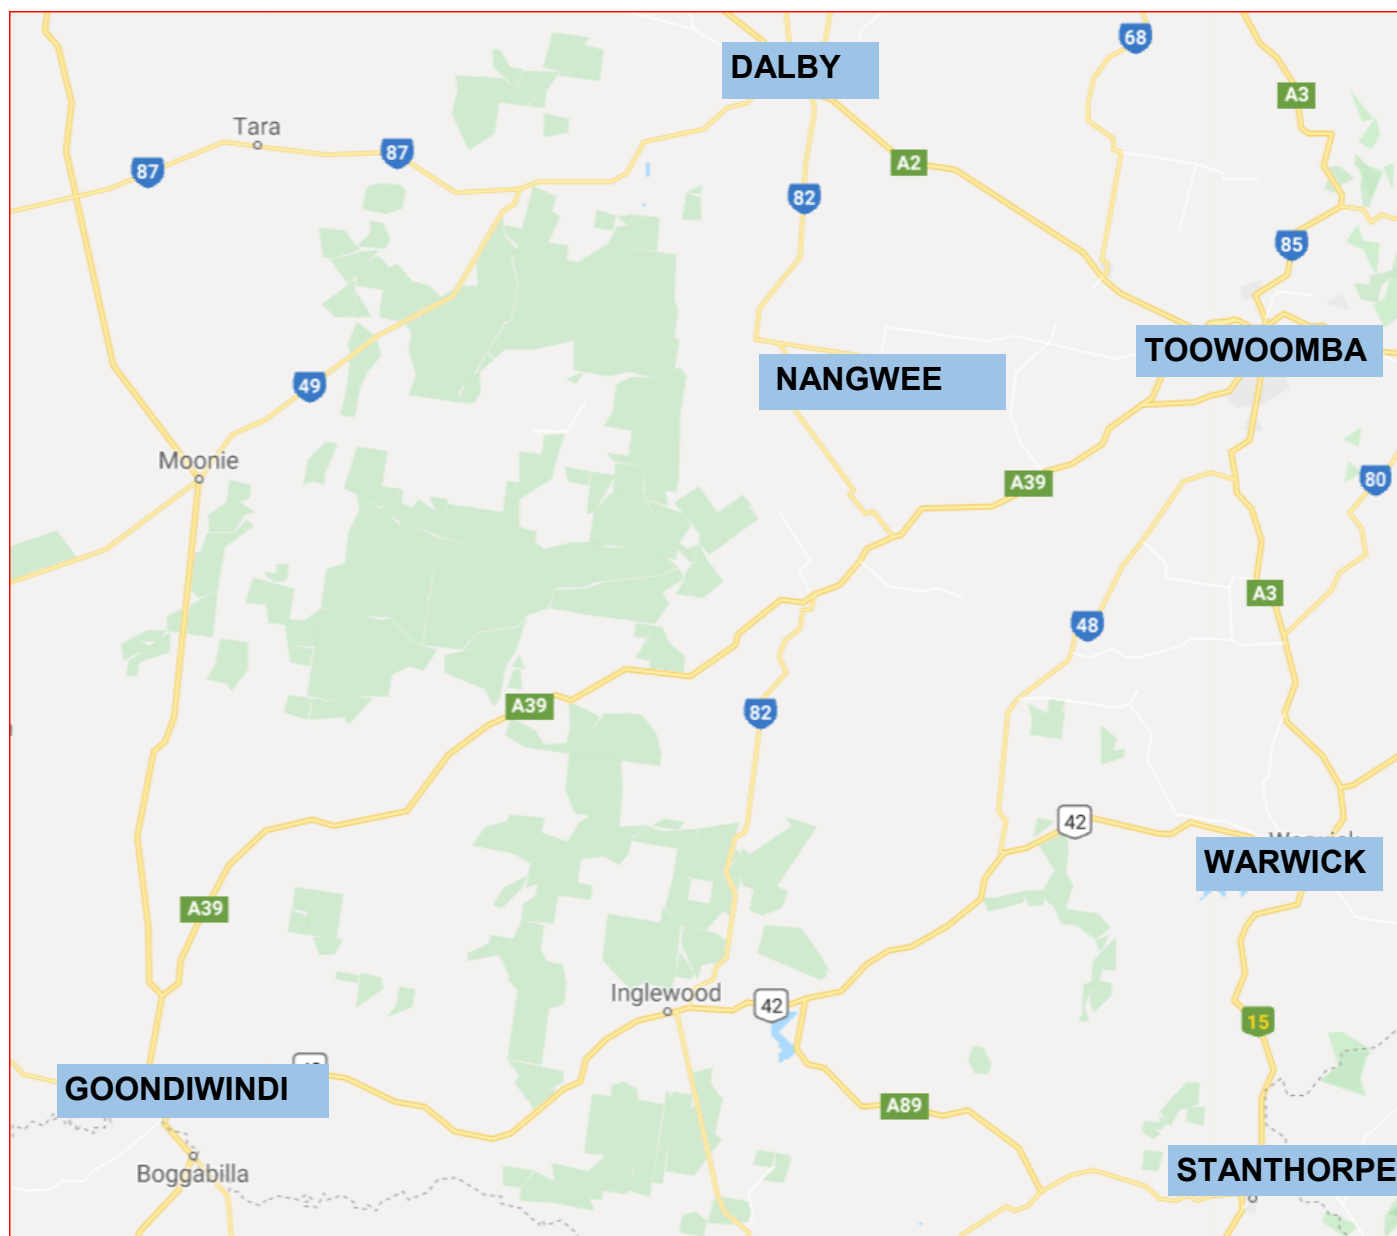 68
DALBY
A3
Tara
87
87
A2
82
85
TOOWOOMBA
NANGWEE
49
Moonie
A39
80
A3
48
A39
82
42
WARWICK
A39
Inglewood
42
15
GOONDIWINDI
A89
STANTHORPE
Boggabilla